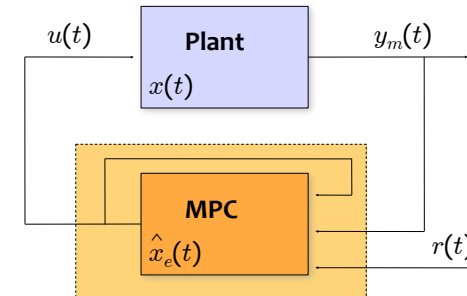 u(t)
Plant
y_m(t)
x(t)
MPC
x̂_e(t)
r(t)